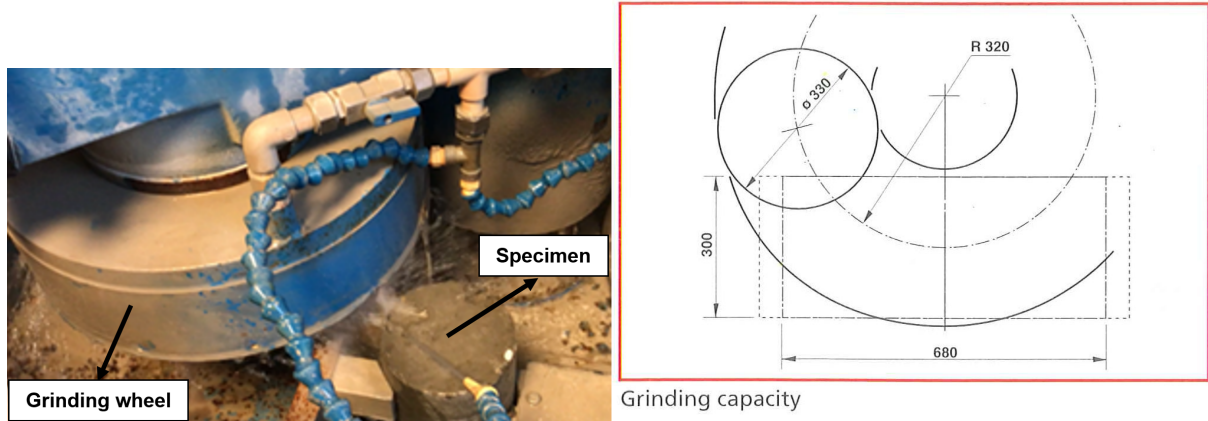 Specimen
Grinding wheel
R 320
ø 330
300
680
Grinding capacity